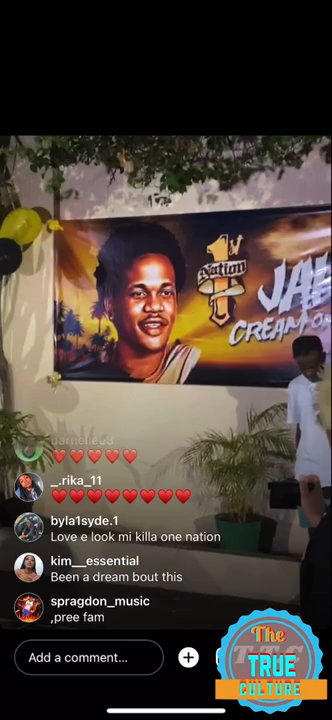 1st
Nation
JA
CREAM O
_.rika_11
❤️❤️❤️❤️❤️❤️❤️❤️❤️
byla1syde.1
Love e look mi killa one nation
kim__essential
Been a dream bout this
spragdon_music
,pree fam
Add a comment...
The
TRUE
CULTURE